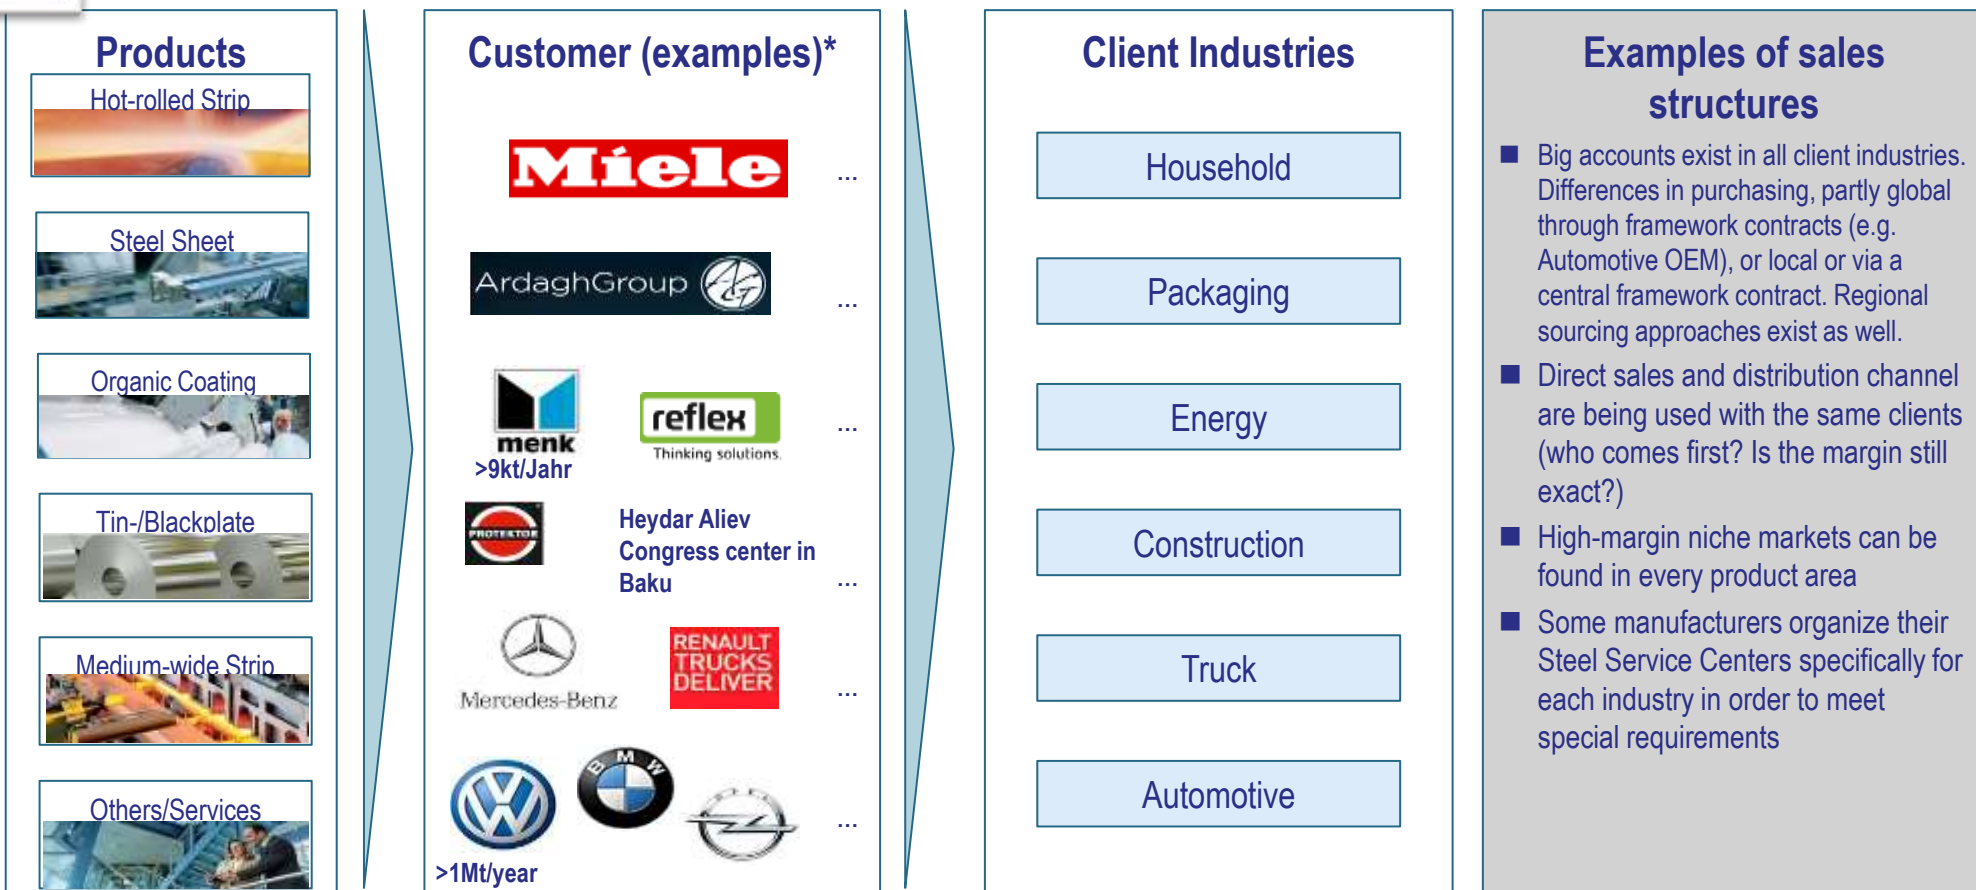 Products
Hot-rolled Strip
Steel Sheet
Organic Coating
Tin-/Blackplate
Medium-wide Strip
Others/Services
Customer (examples)*
Miele
...
ArdaghGroup
...
menk
>9kt/Jahr
reflex
Thinking solutions.
...
PROTEKTOR
Heydar Aliev
Congress center in
Baku
...
Mercedes-Benz
RENAULT
TRUCKS
DELIVER
...
BMW
OPEL
...
>1Mt/year
Client Industries
Household
Packaging
Energy
Construction
Truck
Automotive
Examples of sales
structures
■ Big accounts exist in all client industries.
Differences in purchasing, partly global
through framework contracts (e.g.
Automotive OEM), or local or via a
central framework contract. Regional
sourcing approaches exist as well.
■ Direct sales and distribution channel
are being used with the same clients
(who comes first? Is the margin still
exact?)
■ High-margin niche markets can be
found in every product area
■ Some manufacturers organize their
Steel Service Centers specifically for
each industry in order to meet
special requirements